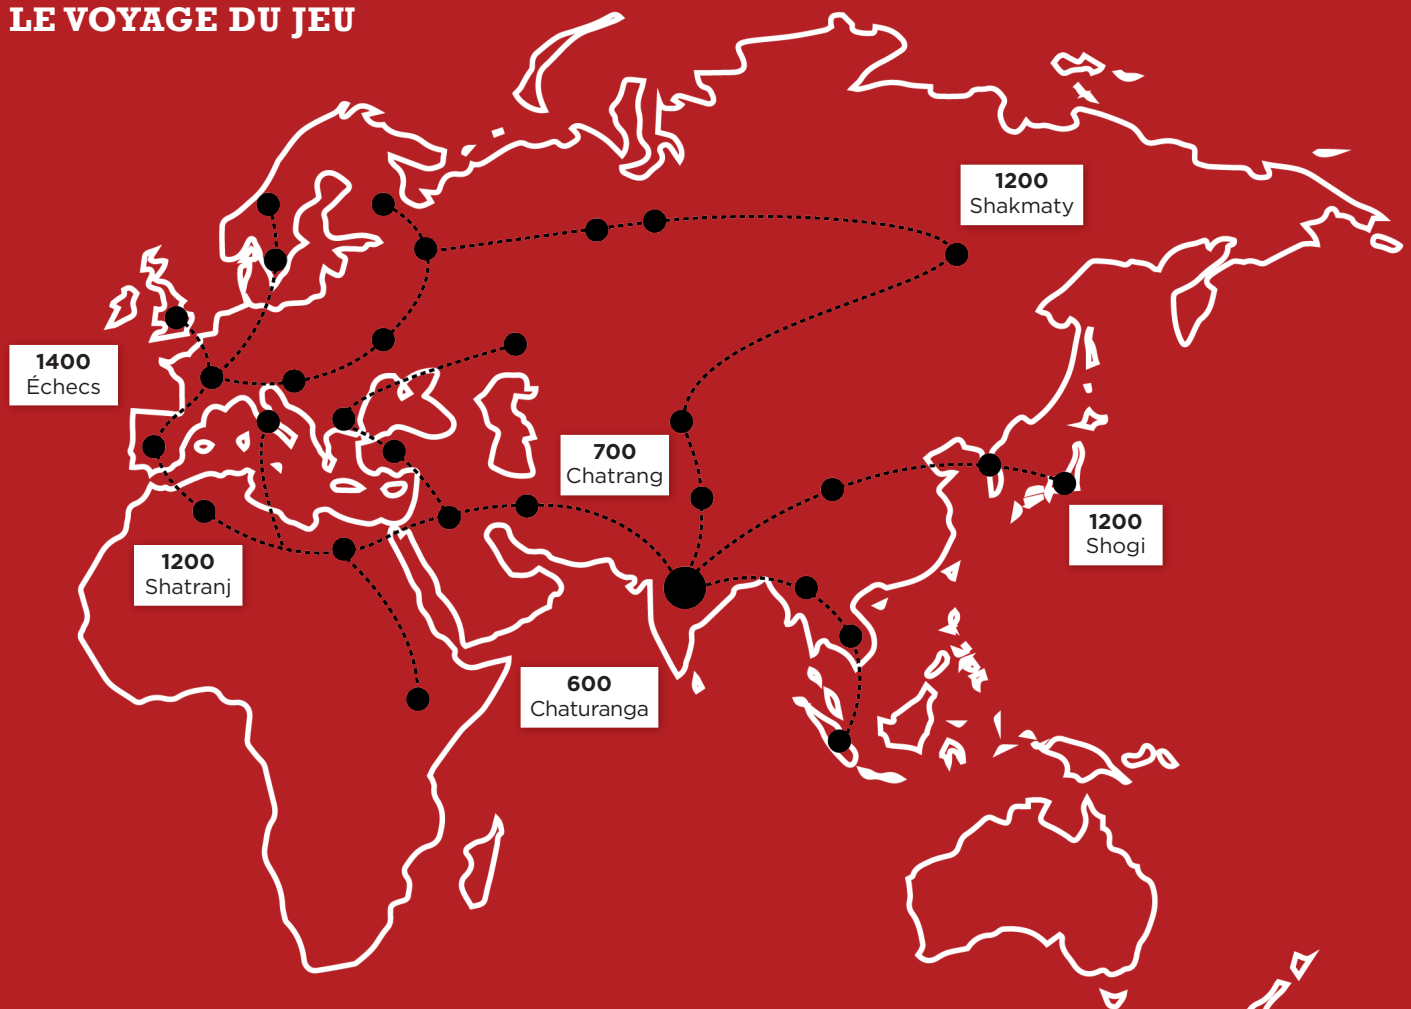 LE VOYAGE DU JEU
1200
Shakmaty
1400
Échecs
700
Chatrang
1200
Shogi
1200
Shatranj
600
Chaturanga